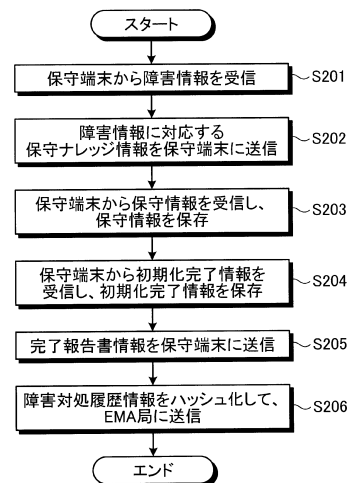 スタート
保守端末から障害情報を受信
S201
障害情報に対応する
保守ナレッジ情報を保守端末に送信
S202
保守端末から保守情報を受信し、
保守情報を保存
S203
保守端末から初期化完了情報を
受信し、初期化完了情報を保存
S204
完了報告書情報を保守端末に送信
S205
障害対処履歴情報をハッシュ化して、
EMA局に送信
S206
エンド